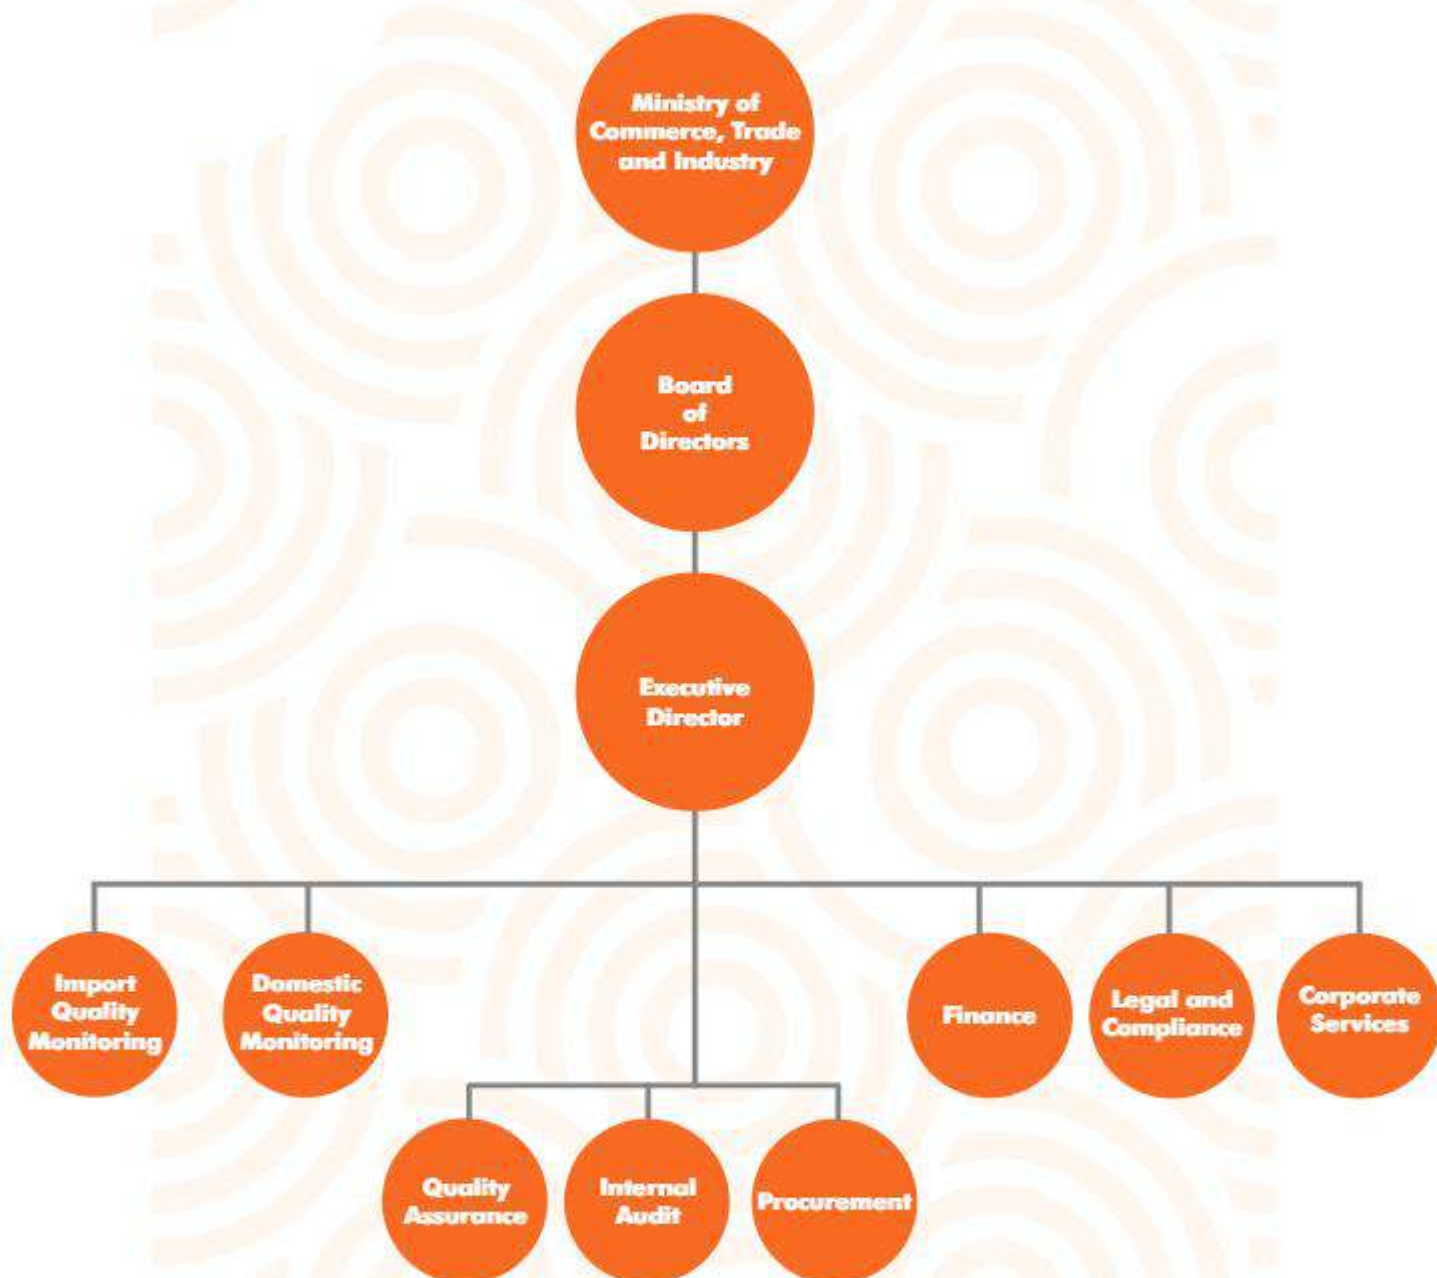 Ministry of
Commerce, Trade
and Industry
Board
of
Directors
Executive
Director
Import
Quality
Monitoring
Domestic
Quality
Monitoring
Finance
Legal and
Compliance
Corporate
Services
Quality
Assurance
Internal
Audit
Procurement